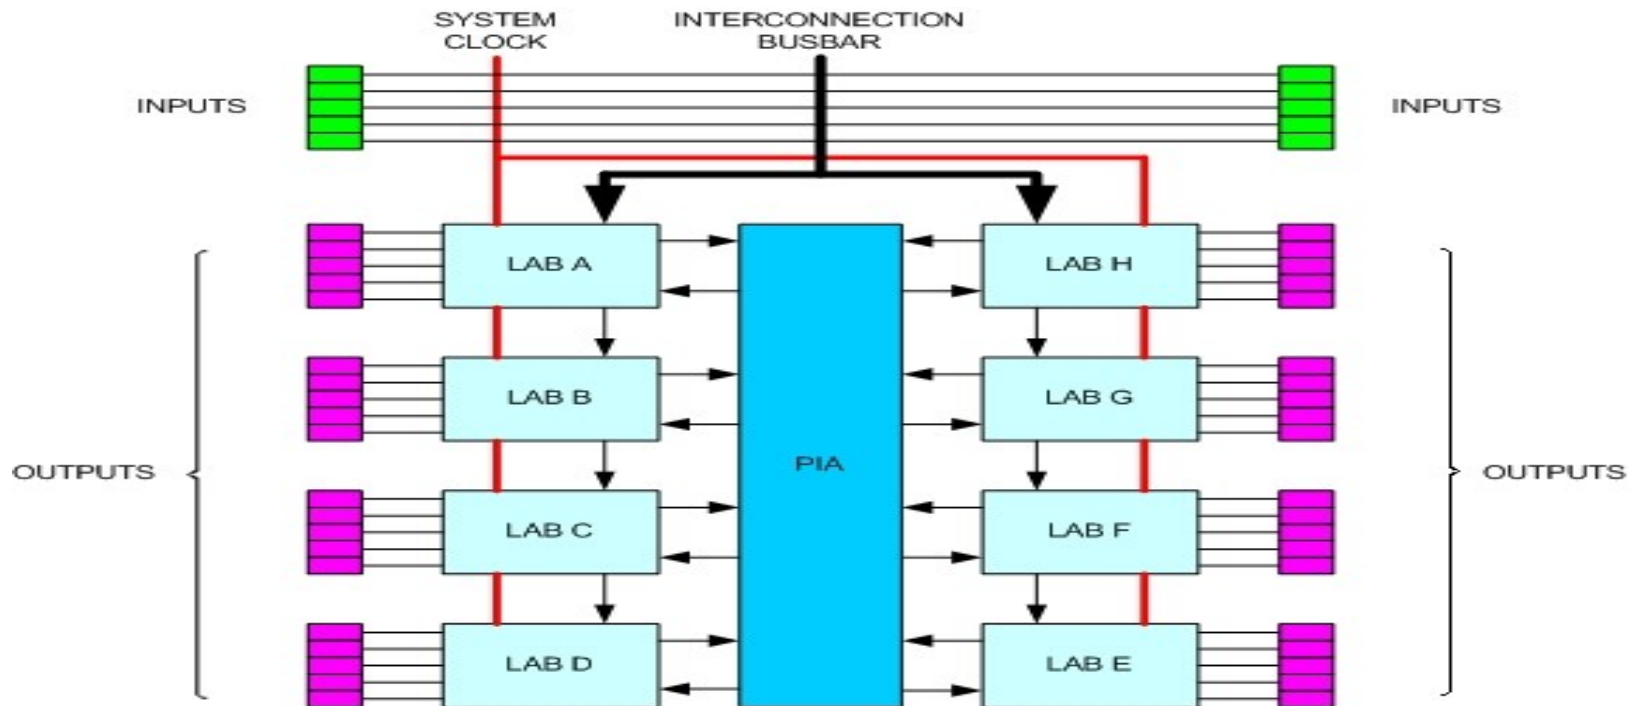 SYSTEM
CLOCK
INTERCONNECTION
BUSBAR
INPUTS
INPUTS
LAB A
LAB H
LAB B
LAB G
PIA
OUTPUTS
OUTPUTS
LAB C
LAB F
LAB D
LAB E